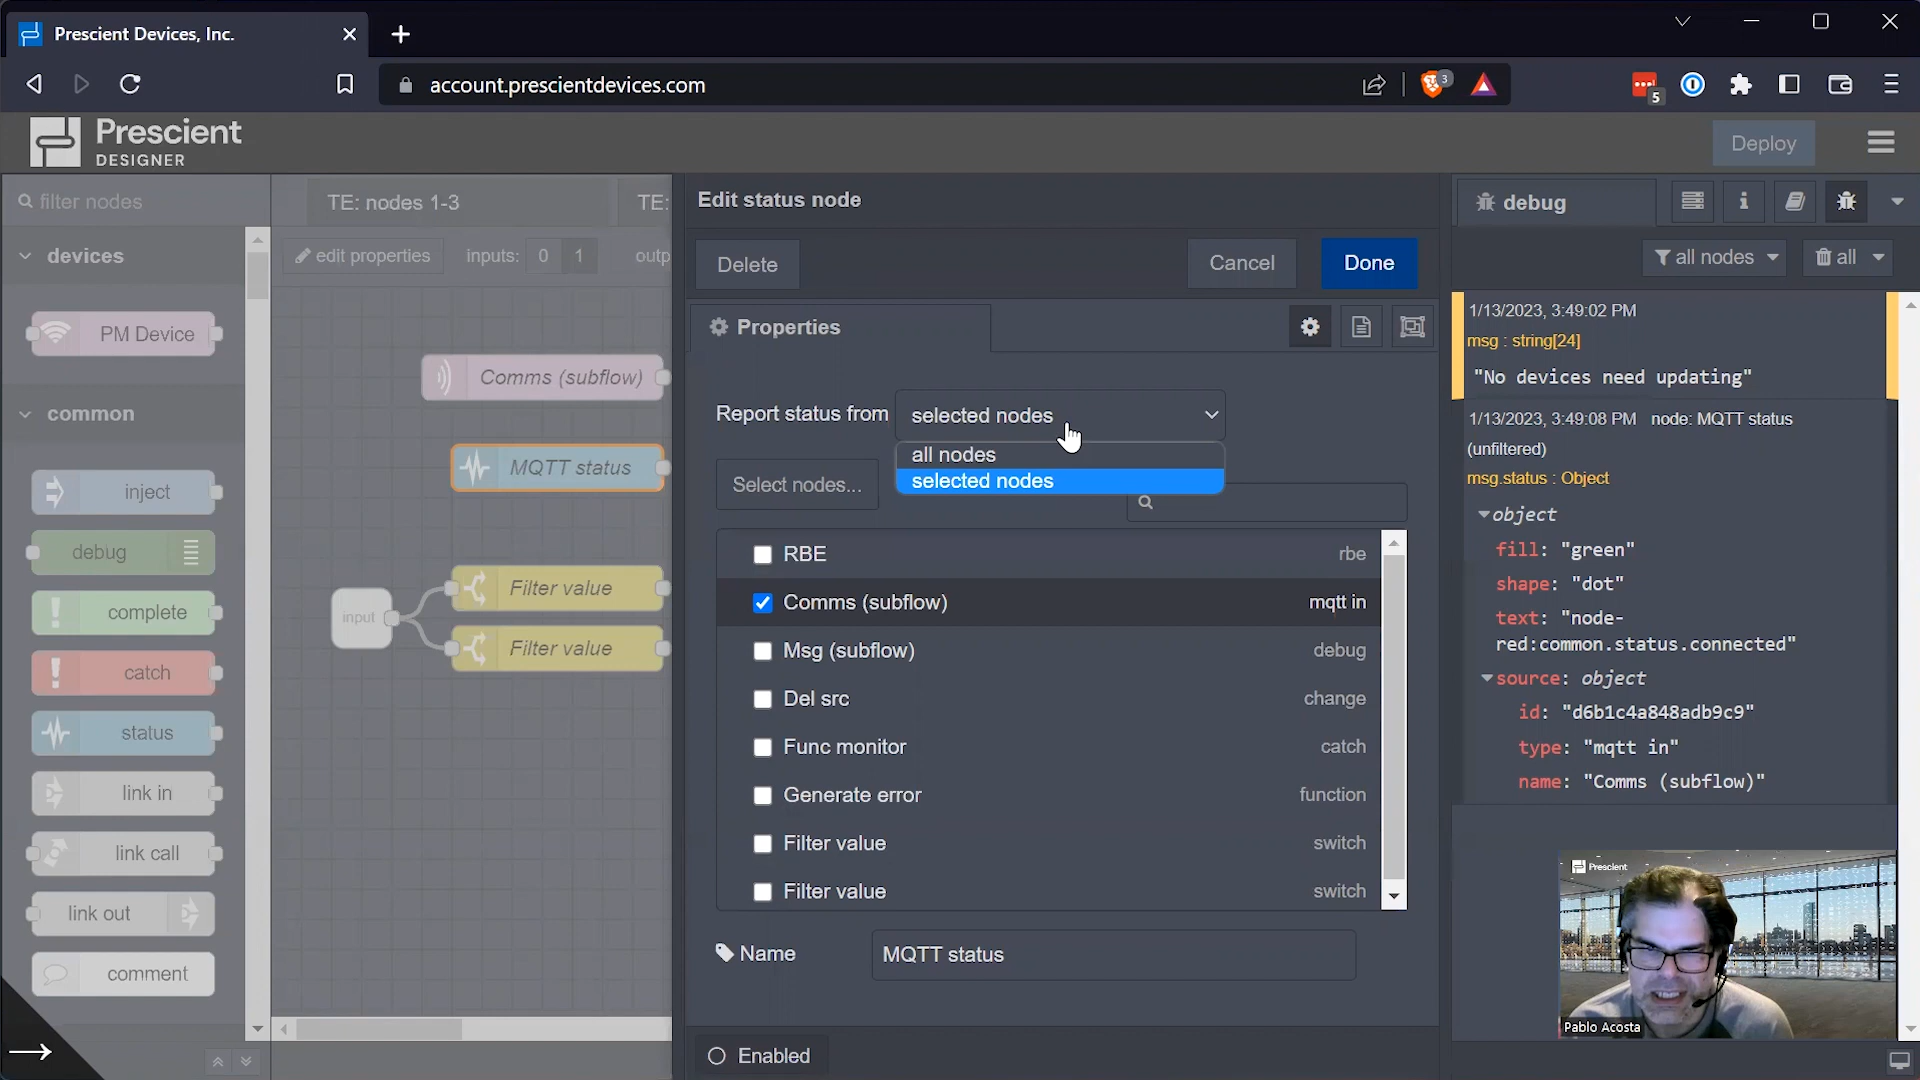 Prescient Devices, Inc.
account.prescientdevices.com
3
5
Prescient
DESIGNER
Deploy
filter nodes
devices
PM Device
common
inject
debug
complete
catch
status
link in
link call
link out
comment
TE: nodes 1-3
TE:
edit properties
inputs:
0
1
outp
Comms (subflow)
MQTT status
input
Filter value
Filter value
Edit status node
Delete
Cancel
Done
Properties
Report status from
selected nodes
all nodes
selected nodes
Select nodes...
RBE
rbe
Comms (subflow)
mqtt in
Msg (subflow)
debug
Del src
change
Func monitor
catch
Generate error
function
Filter value
switch
Filter value
switch
Name
MQTT status
Enabled
debug
all nodes
all
1/13/2023, 3:49:02 PM
msg : string[24]
"No devices need updating"
1/13/2023, 3:49:08 PM node: MQTT status
(unfiltered)
msg.status : Object
object
fill: "green"
shape: "dot"
text: "node-
red:common.status.connected"
source: object
id: "d6b1c4a848adb9c9"
type: "mqtt in"
name: "Comms (subflow)"
Prescient
Pablo Acosta